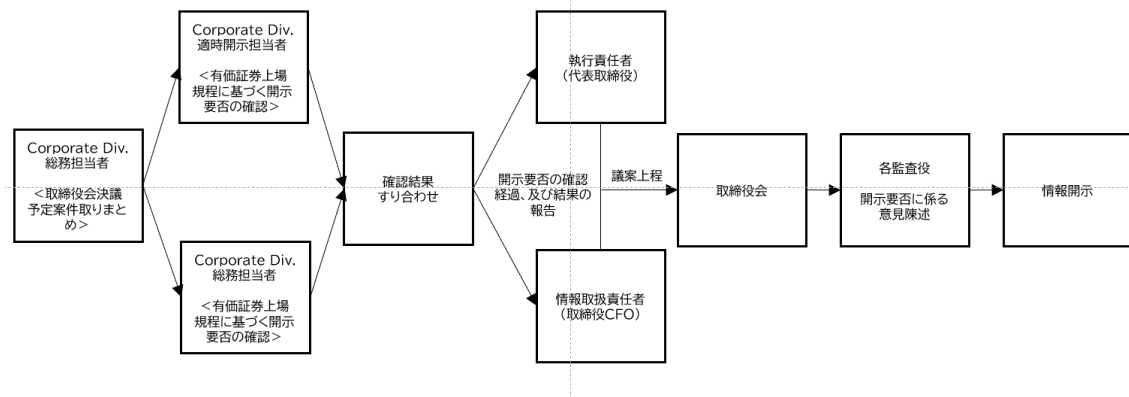 Corporate Div.
総務担当者
＜取締役会決議
予定案件取りまと
め＞
Corporate Div.
適時開示担当者
＜有価証券上場
規程に基づく開示
要否の確認＞
Corporate Div.
総務担当者
＜有価証券上場
規程に基づく開示
要否の確認＞
確認結果
すり合わせ
開示要否の確認
経過、及び結果の
報告
執行責任者
（代表取締役）
情報取扱責任者
（取締役CFO）
議案上程
取締役会
各監査役
開示要否に係る
意見陳述
情報開示